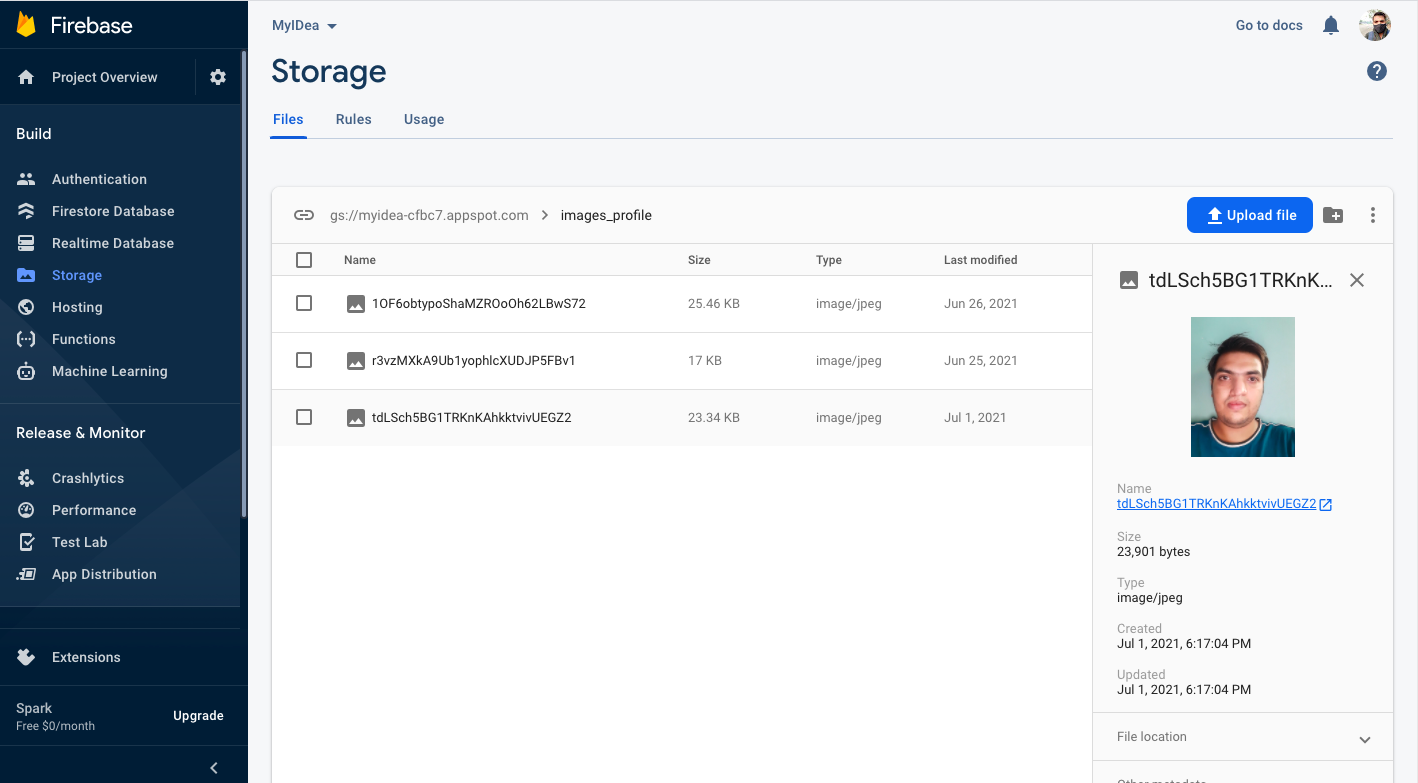 Firebase
Project Overview
Build
Authentication
Firestore Database
Realtime Database
Storage
Hosting
Functions
Machine Learning
Release & Monitor
Crashlytics
Performance
Test Lab
App Distribution
Extensions
Spark
Free $0/month
Upgrade
MyIDea
Go to docs
Storage
Files Rules Usage
gs://myidea-cfbc7.appspot.com > images_profile
Upload file
Name Size Type Last modified
1OF6obtypoShaMZROoOh62LBwS72 25.46 KB image/jpeg Jun 26, 2021
r3vzMXkA9Ub1yophlcXUDJP5FBv1 17 KB image/jpeg Jun 25, 2021
tdLSch5BG1TRKnKAhkktvivUEGZ2 23.34 KB image/jpeg Jul 1, 2021
tdLSch5BG1TRKnK...
Name
tdLSch5BG1TRKnKAhkktvivUEGZ2
Size
23,901 bytes
Type
image/jpeg
Created
Jul 1, 2021, 6:17:04 PM
Updated
Jul 1, 2021, 6:17:04 PM
File location
Other metadata